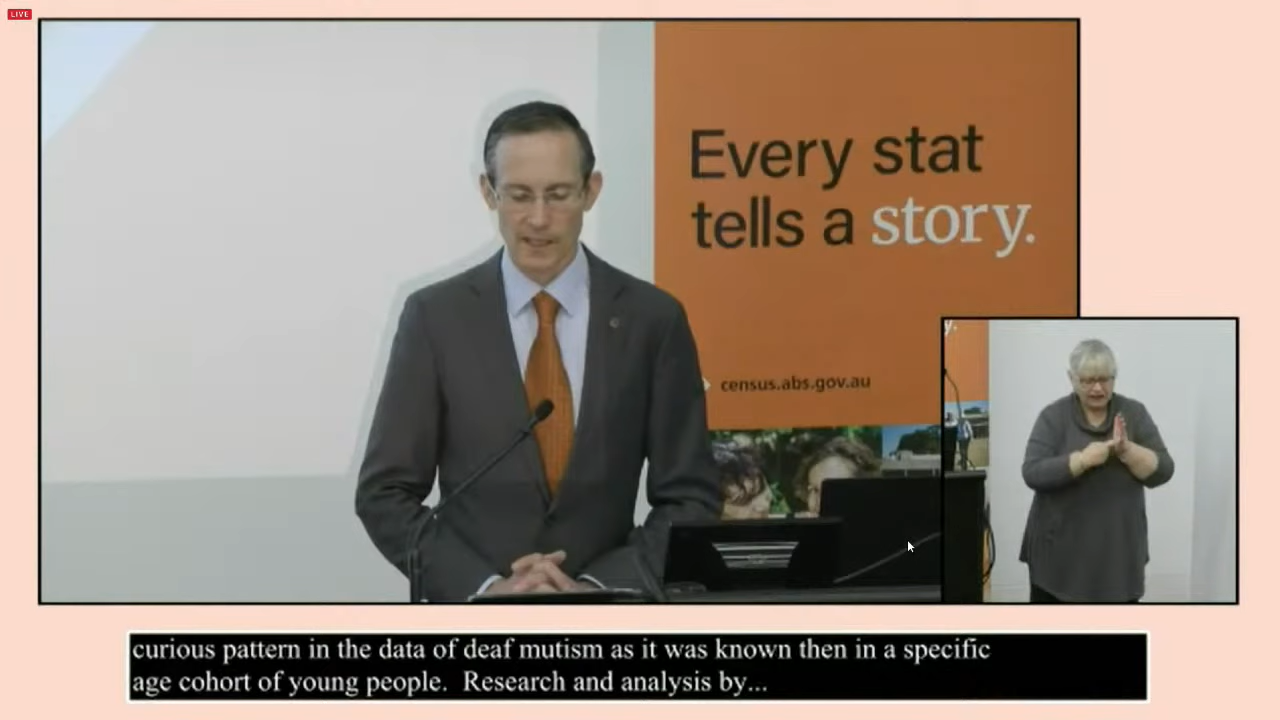 LIVE
Every stat
tells a story.
census.abs.gov.au
y.
curious pattern in the data of deaf mutism as it was known then in a specific
age cohort of young people.  Research and analysis by...